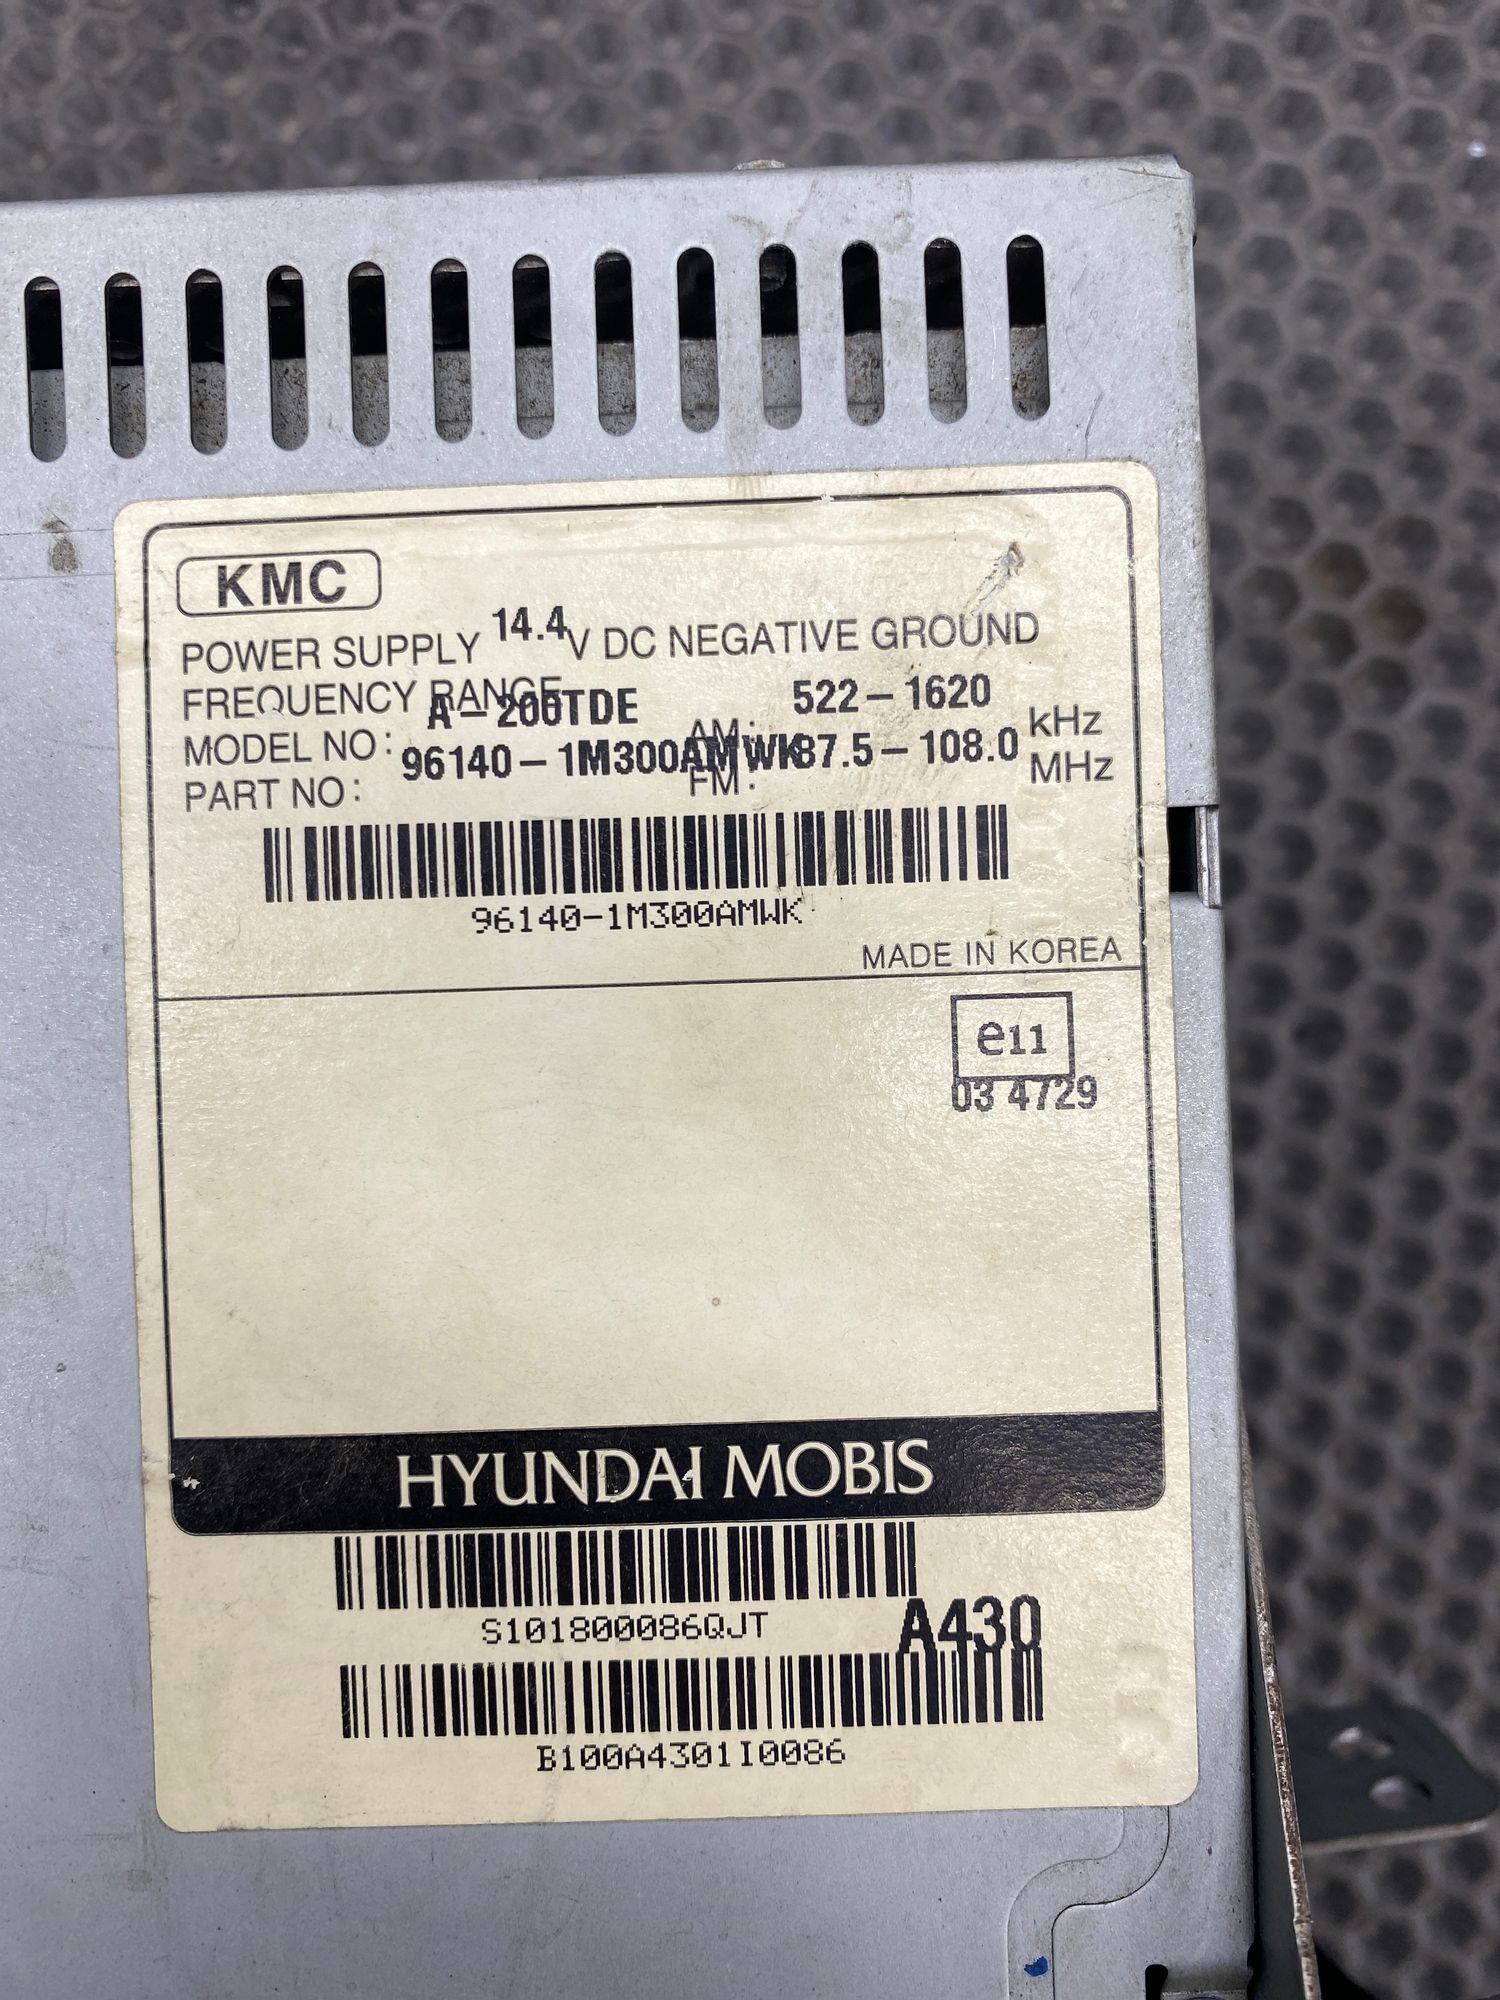 KMC
POWER SUPPLY 14.4 V DC NEGATIVE GROUND
FREQUENCY RANGE
MODEL NO: A-200TDE AM: 522-1620 kHz
PART NO: 96140-1M300AMWK FM: 87.5-108.0 MHz
96140-1M300AMWK
MADE IN KOREA
e11
03 4729
HYUNDAI MOBIS
S101800086QJT
A430
B100A4301I0086